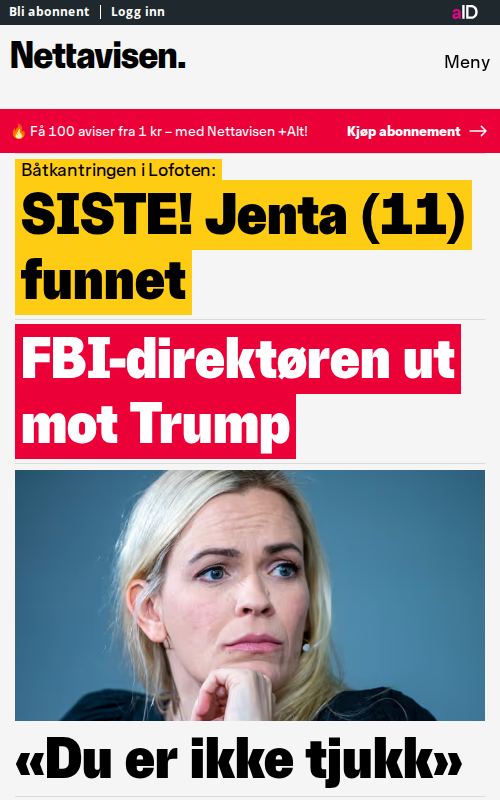 Bli abonnent | Logg inn
aID
Nettavisen.
Meny
🔥 Få 100 aviser fra 1 kr – med Nettavisen +Alt!
Kjøp abonnement →
Båtkantringen i Lofoten:
SISTE! Jenta (11)
funnet
FBI-direktøren ut
mot Trump
«Du er ikke tjukk»